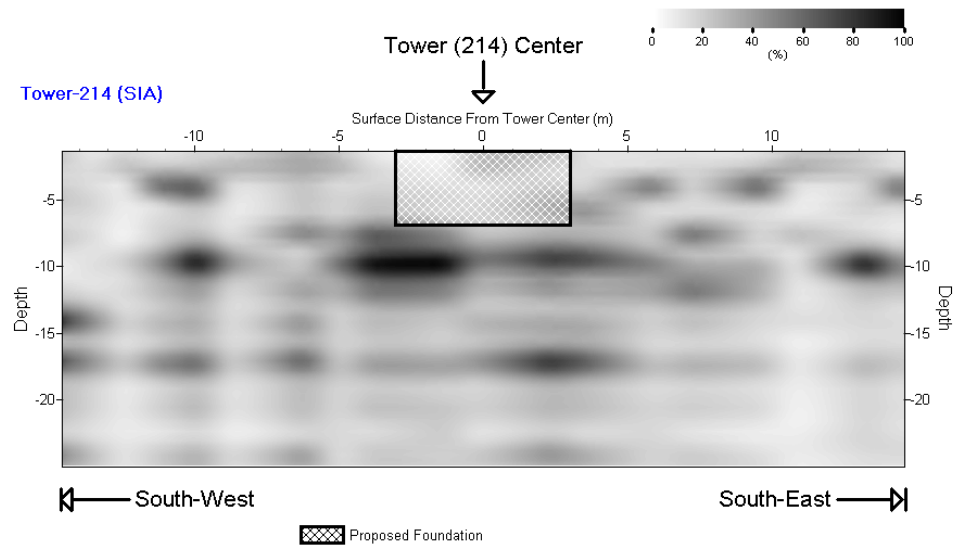 0 20 40 60 80 100
(%)
Tower (214) Center
Tower-214 (SIA)
Surface Distance From Tower Center (m)
-10 -5 0 5 10
-5 -5
-10 -10
-15 -15
-20 -20
Depth
Depth
South-West
South-East
Proposed Foundation